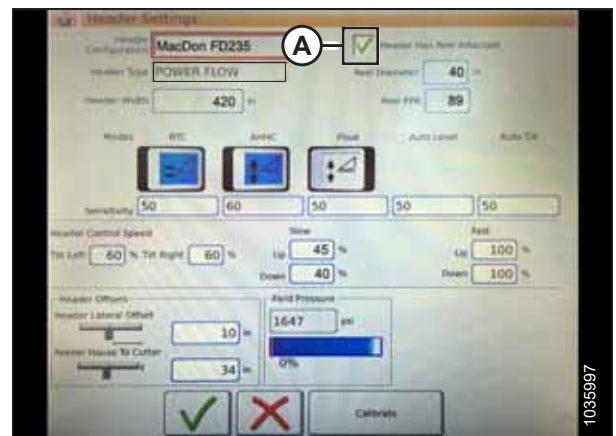 Header Settings
Header Configuration MacDon FD235 A Header Has Reel Attached
Header Type POWER FLOW Reel Diameter 40 in
Header Width 420 in Reel PPR 89
Modes RTC AHHC Float Auto Level Auto Tilt
Sensitivity 50 60 50 50 50
Header Control Speed Slow Fast
Tilt Left 60 % Tilt Right 60 % Up 45 % Up 100 %
Down 40 % Down 100 %
Header Offsets Field Pressure
Header Lateral Offset 1647 psi
10 in
Feeder House To Cutter 0%
34 in
Calibrate
1035997